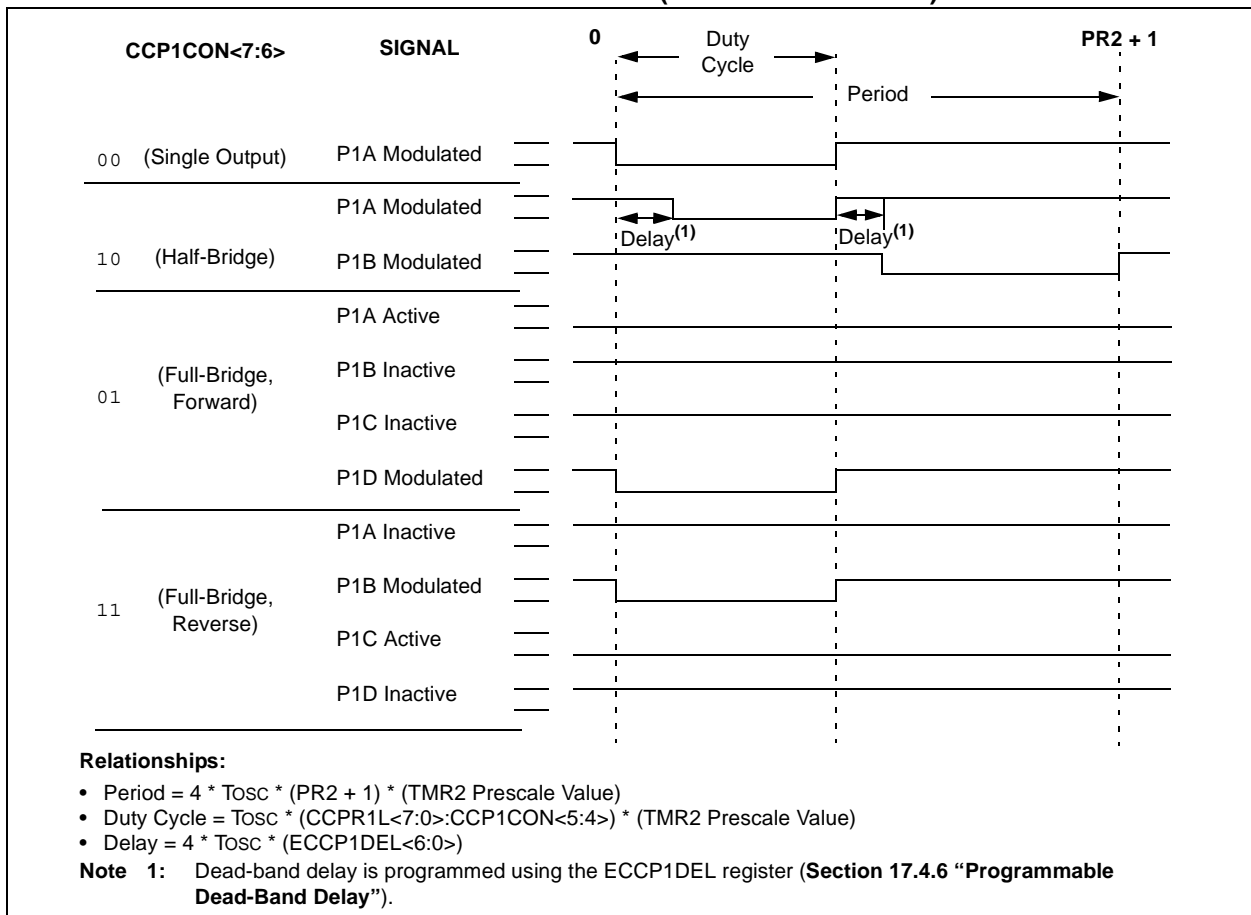 CCP1CON<7:6> SIGNAL 0 Duty Cycle PR2 + 1
Period
00 (Single Output) P1A Modulated
P1A Modulated
Delay(1) Delay(1)
10 (Half-Bridge) P1B Modulated
P1A Active
P1B Inactive
01 (Full-Bridge, Forward)
P1C Inactive
P1D Modulated
P1A Inactive
P1B Modulated
11 (Full-Bridge, Reverse)
P1C Active
P1D Inactive
Relationships:
• Period = 4 * TOSC * (PR2 + 1) * (TMR2 Prescale Value)
• Duty Cycle = TOSC * (CCPR1L<7:0>:CCP1CON<5:4>) * (TMR2 Prescale Value)
• Delay = 4 * TOSC * (ECCP1DEL<6:0>)
Note 1: Dead-band delay is programmed using the ECCP1DEL register (Section 17.4.6 “Programmable
Dead-Band Delay”).